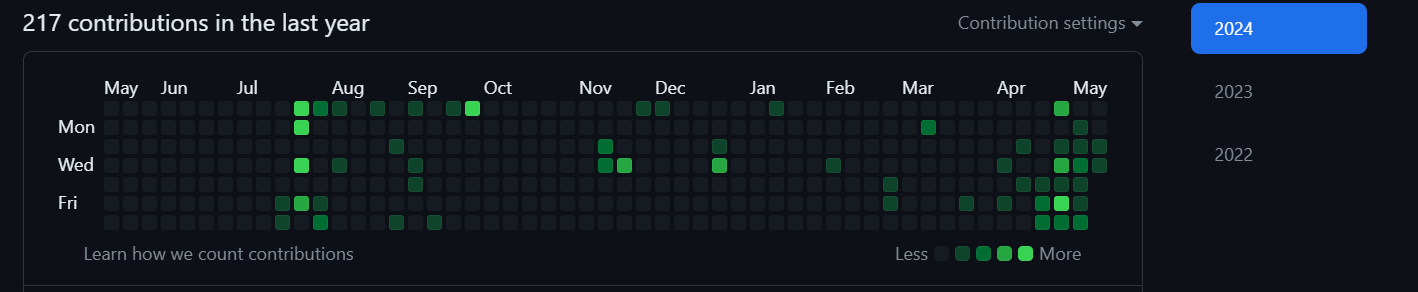 217 contributions in the last year
Contribution settings
2024
May Jun Jul Aug Sep Oct Nov Dec Jan Feb Mar Apr May
2023
Mon
2022
Wed
Fri
Learn how we count contributions
Less More